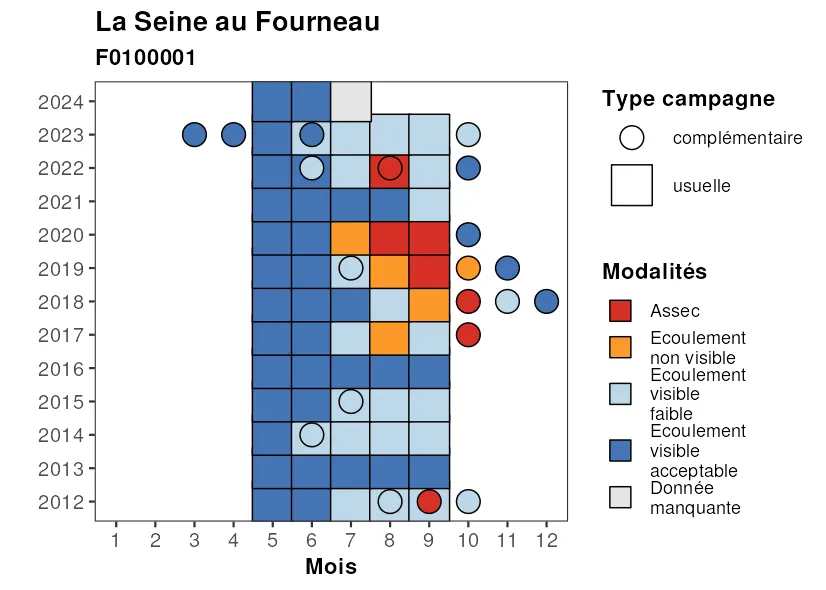 La Seine au Fourneau
F0100001
2024
2023
2022
2021
2020
2019
2018
2017
2016
2015
2014
2013
2012
1 2 3 4 5 6 7 8 9 10 11 12
Mois
Type campagne
complémentaire
usuelle
Modalités
Assec
Ecoulement
non visible
Ecoulement
visible
faible
Ecoulement
visible
acceptable
Donnée
manquante